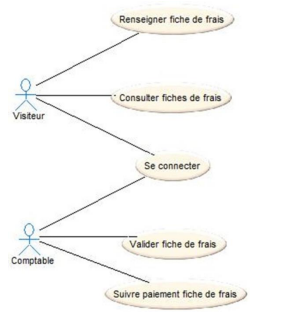 Renseigner fiche de frais
Consulter fiches de frais
Visiteur
Se connecter
Valider fiche de frais
Comptable
Suivre paiement fiche de frais